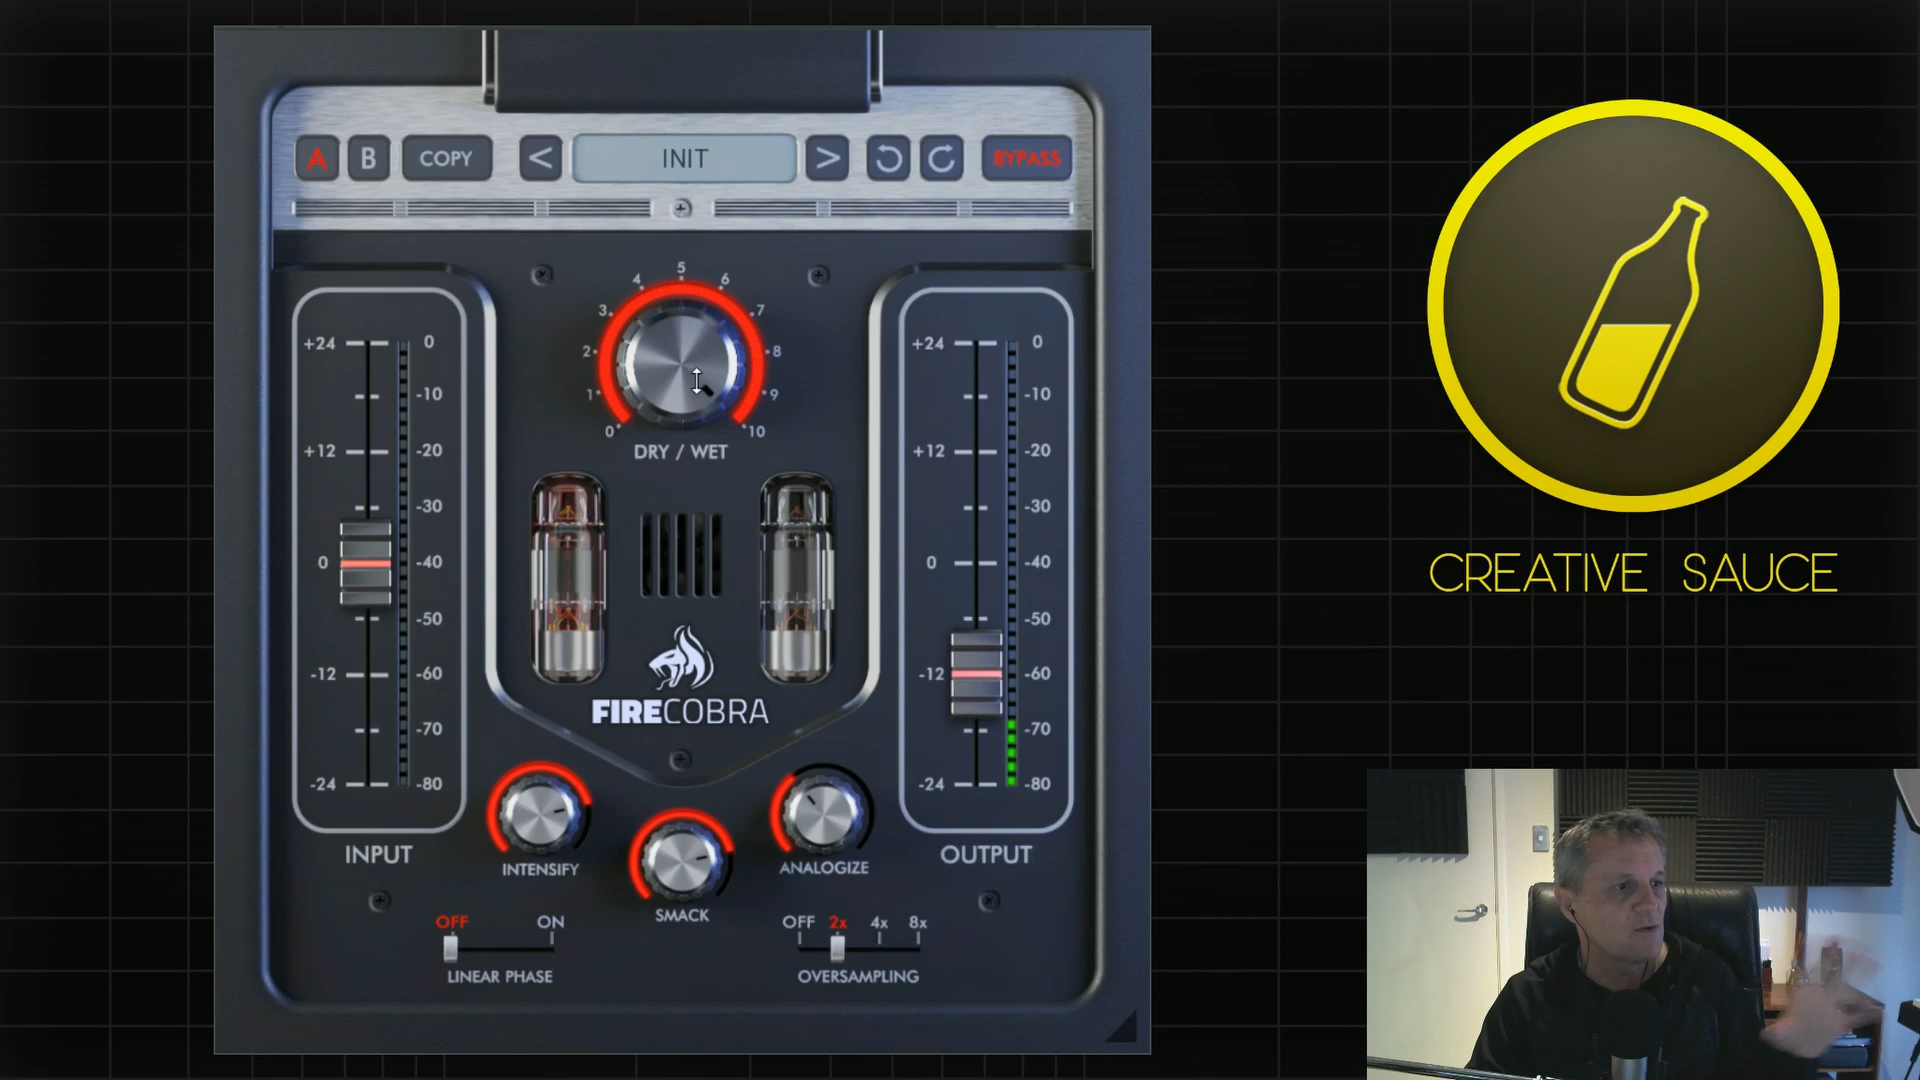 A B COPY < INIT > BYPASS
0 1 2 3 4 5 6 7 8 9 10
DRY / WET
+24 0
-10
+12 -20
-30
0 -40
-50
-12 -60
-70
-24 -80
INPUT
FIRECOBRA
INTENSIFY
SMACK
ANALOGIZE
+24 0
-10
+12 -20
-30
0 -40
-50
-12 -60
-70
-24 -80
OUTPUT
OFF ON
LINEAR PHASE
OFF 2x 4x 8x
OVERSAMPLING
CREATIVE SAUCE